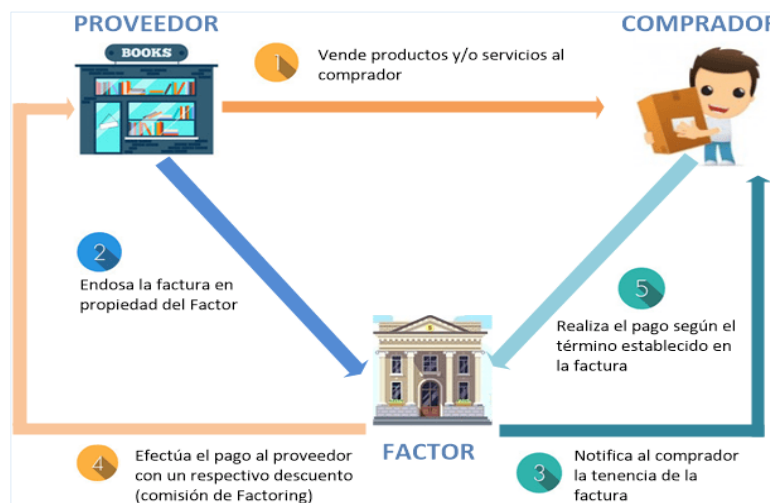 PROVEEDOR
COMPRADOR
BOOKS
1
Vende productos y/o servicios al
comprador
2
Endosa la factura en
propiedad del Factor
5
Realiza el pago según el
término establecido en
la factura
FACTOR
4
Efectúa el pago al proveedor
con un respectivo descuento
(comisión de Factoring)
3
Notifica al comprador
la tenencia de la
factura